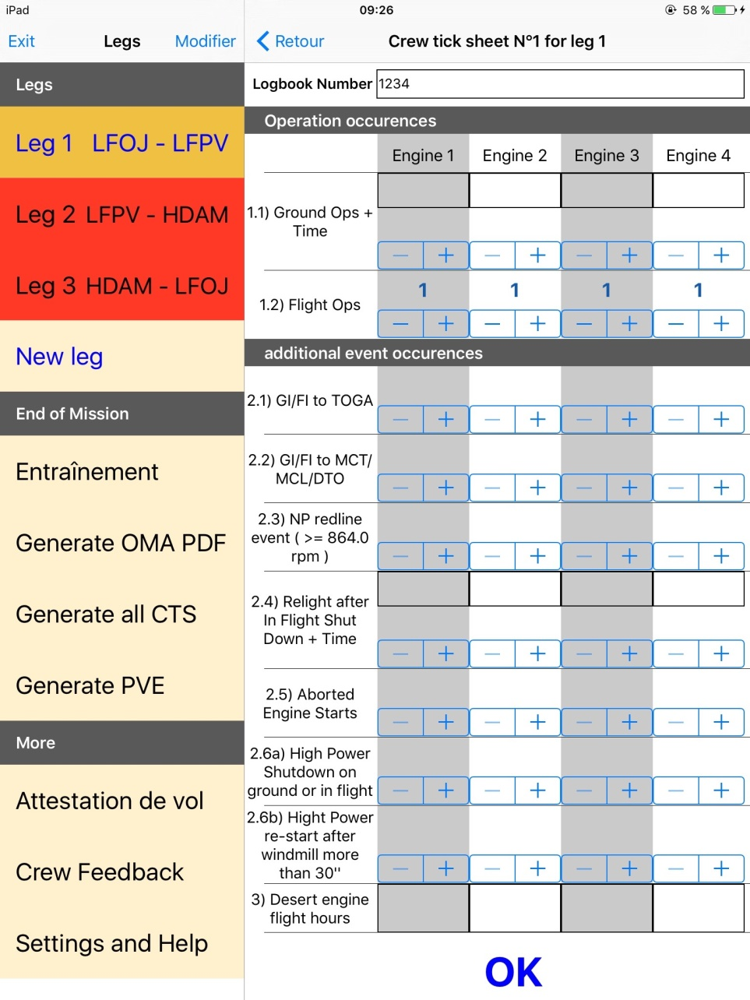 iPad
09:26
58 %
Exit
Legs
Modifier
Retour
Crew tick sheet N°1 for leg 1
Legs
Leg 1 LFOJ - LFPV
Leg 2 LFPV - HDAM
Leg 3 HDAM - LFOJ
New leg
End of Mission
Entraînement
Generate OMA PDF
Generate all CTS
Generate PVE
More
Attestation de vol
Crew Feedback
Settings and Help
Logbook Number 1234
Operation occurences
Engine 1 Engine 2 Engine 3 Engine 4
1.1) Ground Ops +
Time
− + − + − + − +
1.2) Flight Ops
1 1 1 1
− + − + − + − +
additional event occurences
2.1) GI/FI to TOGA
− + − + − + − +
2.2) GI/FI to MCT/
MCL/DTO
− + − + − + − +
2.3) NP redline
event ( >= 864.0
rpm )
− + − + − + − +
2.4) Relight after
In Flight Shut
Down + Time
− + − + − + − +
2.5) Aborted
Engine Starts
− + − + − + − +
2.6a) High Power
Shutdown on
ground or in flight
− + − + − + − +
2.6b) Hight Power
re-start after
windmill more
than 30''
− + − + − + − +
3) Desert engine
flight hours
OK